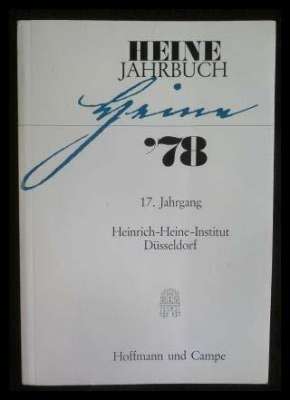 HEINE
JAHRBUCH
Heine
'78
17. Jahrgang
Heinrich-Heine-Institut
Düsseldorf
Hoffmann und Campe